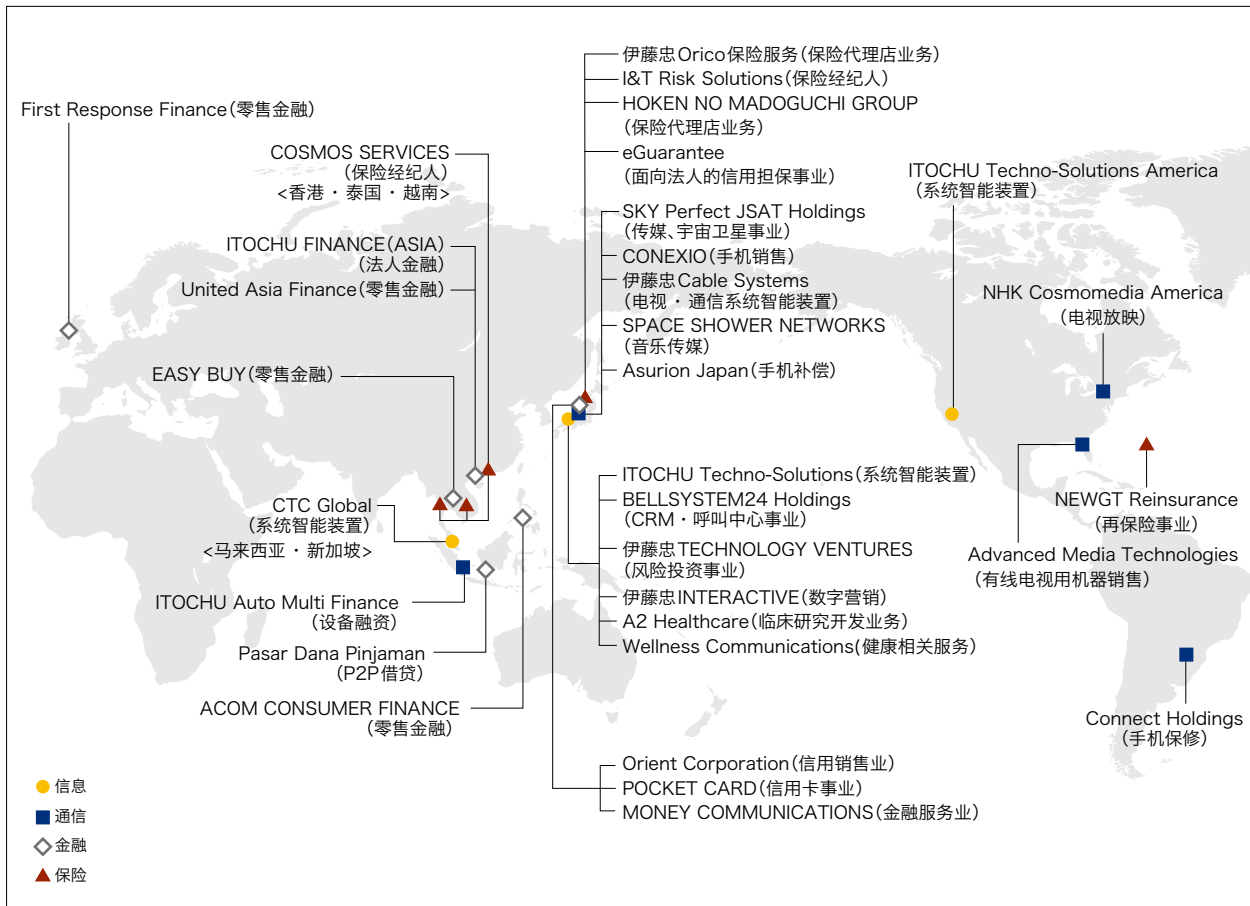 First Response Finance(零售金融)
COSMOS SERVICES
(保险经纪人)
<香港・泰国・越南>
ITOCHU FINANCE(ASIA)
(法人金融)
United Asia Finance(零售金融)
EASY BUY(零售金融)
CTC Global
(系统智能装置)
<马来西亚・新加坡>
ITOCHU Auto Multi Finance
(设备融资)
Pasar Dana Pinjaman
(P2P借贷)
ACOM CONSUMER FINANCE
(零售金融)
伊藤忠Orico保险服务(保险代理店业务)
I&T Risk Solutions(保险经纪人)
HOKEN NO MADOGUCHI GROUP
(保险代理店业务)
eGuarantee
(面向法人的信用担保事业)
SKY Perfect JSAT Holdings
(传媒、宇宙卫星事业)
CONEXIO(手机销售)
伊藤忠Cable Systems
(电视・通信系统智能装置)
SPACE SHOWER NETWORKS
(音乐传媒)
Asurion Japan(手机补偿)
ITOCHU Techno-Solutions(系统智能装置)
BELLSYSTEM24 Holdings
(CRM・呼叫中心事业)
伊藤忠TECHNOLOGY VENTURES
(风险投资事业)
伊藤忠INTERACTIVE(数字营销)
A2 Healthcare(临床研究开发业务)
Wellness Communications(健康相关服务)
Orient Corporation(信用销售业)
POCKET CARD(信用卡事业)
MONEY COMMUNICATIONS(金融服务业)
ITOCHU Techno-Solutions America
(系统智能装置)
NHK Cosmomedia America
(电视放映)
NEWGT Reinsurance
(再保险事业)
Advanced Media Technologies
(有线电视用机器销售)
Connect Holdings
(手机保修)
信息
通信
金融
保险